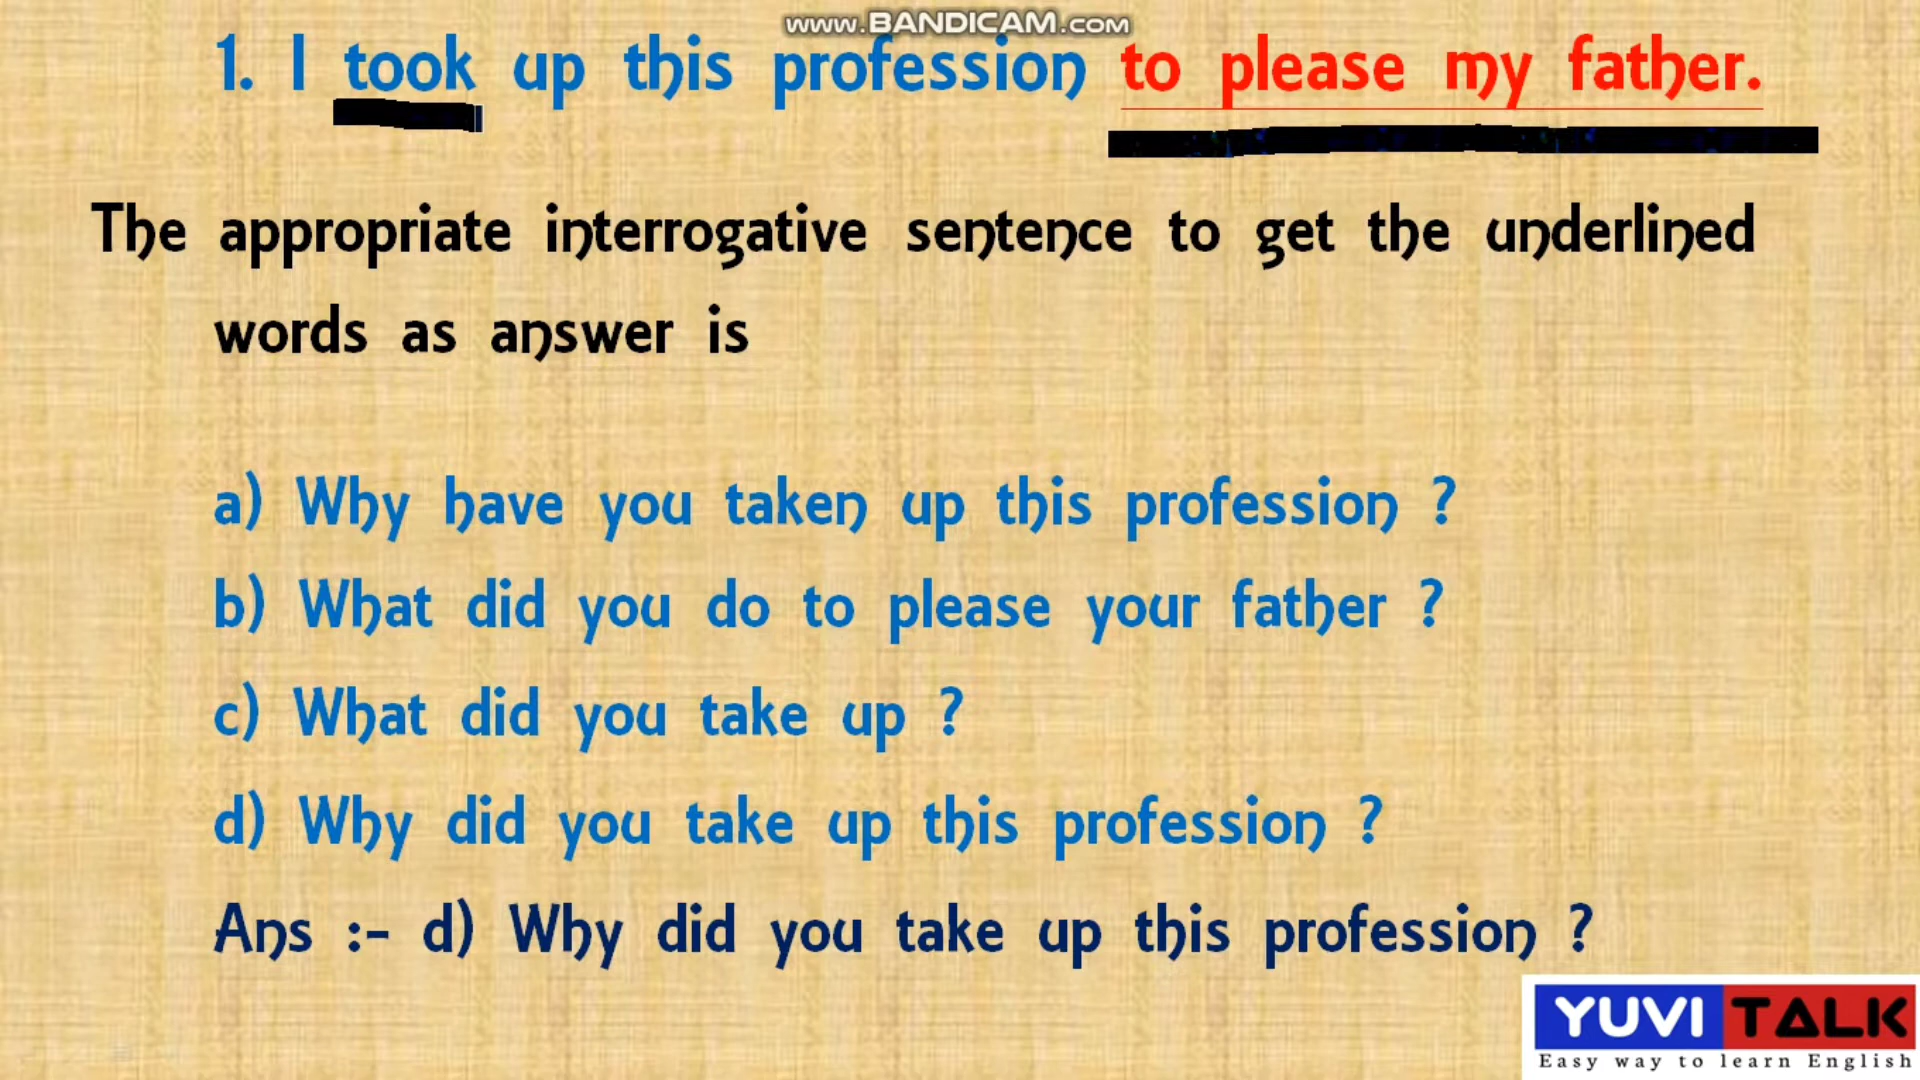 www.BANDICAM.com
1. I took up this profession to please my father.
The appropriate interrogative sentence to get the underlined
words as answer is
a) Why have you taken up this profession ?
b) What did you do to please your father ?
c) What did you take up ?
d) Why did you take up this profession ?
Ans :- d) Why did you take up this profession ?
YUVI TALK
Easy way to learn English